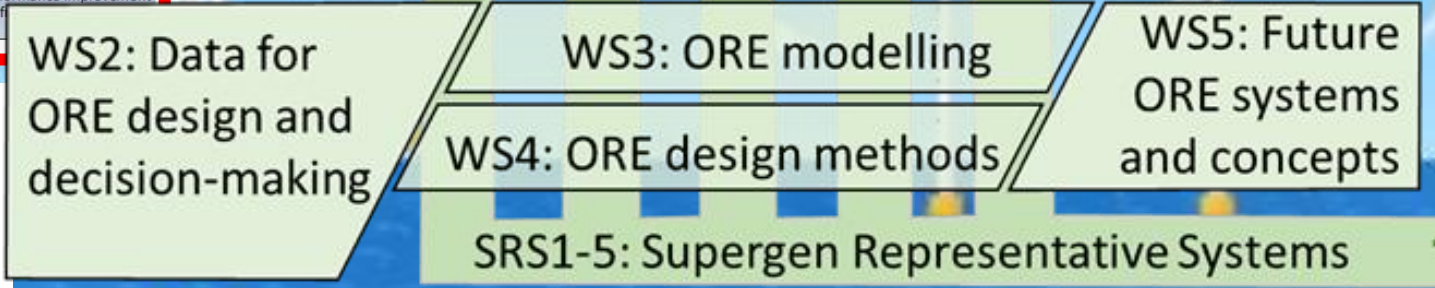 WS2: Data for
ORE design and
decision-making
WS3: ORE modelling
WS4: ORE design methods
WS5: Future
ORE systems
and concepts
SRS1-5: Supergen Representative Systems